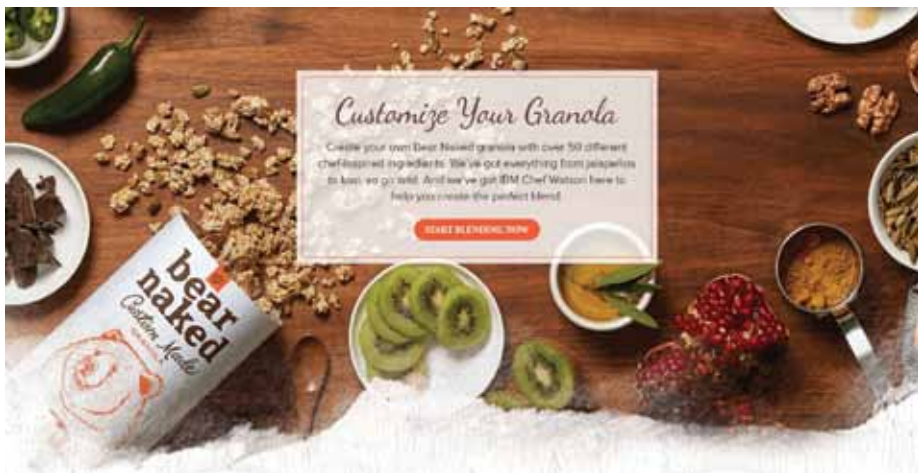 Customize Your Granola
Create your own Bear Naked granola with over 50 different
chef-inspired ingredients. We've got everything from jalapeños
to kiwi, so go wild. And we've got IBM Chef Watson here to
help you create the perfect blend.
START BLENDING NOW
bear
naked
Custom Made